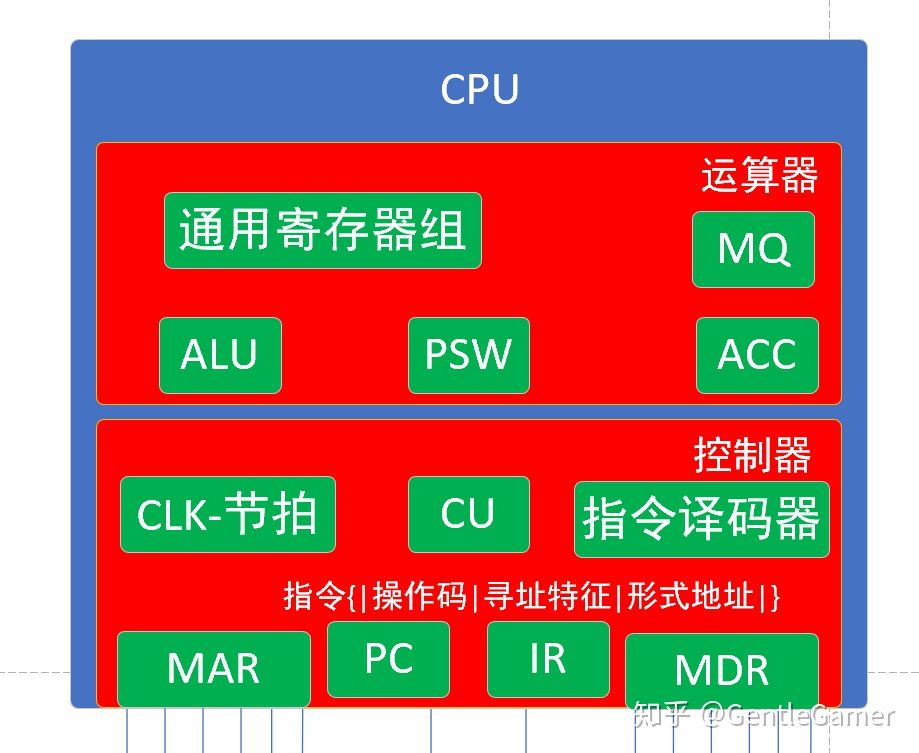 CPU
运算器
通用寄存器组
MQ
ALU
PSW
ACC
控制器
CLK-节拍
CU
指令译码器
指令{|操作码|寻址特征|形式地址|}
MAR
PC
IR
MDR
知乎 @GentleGamer